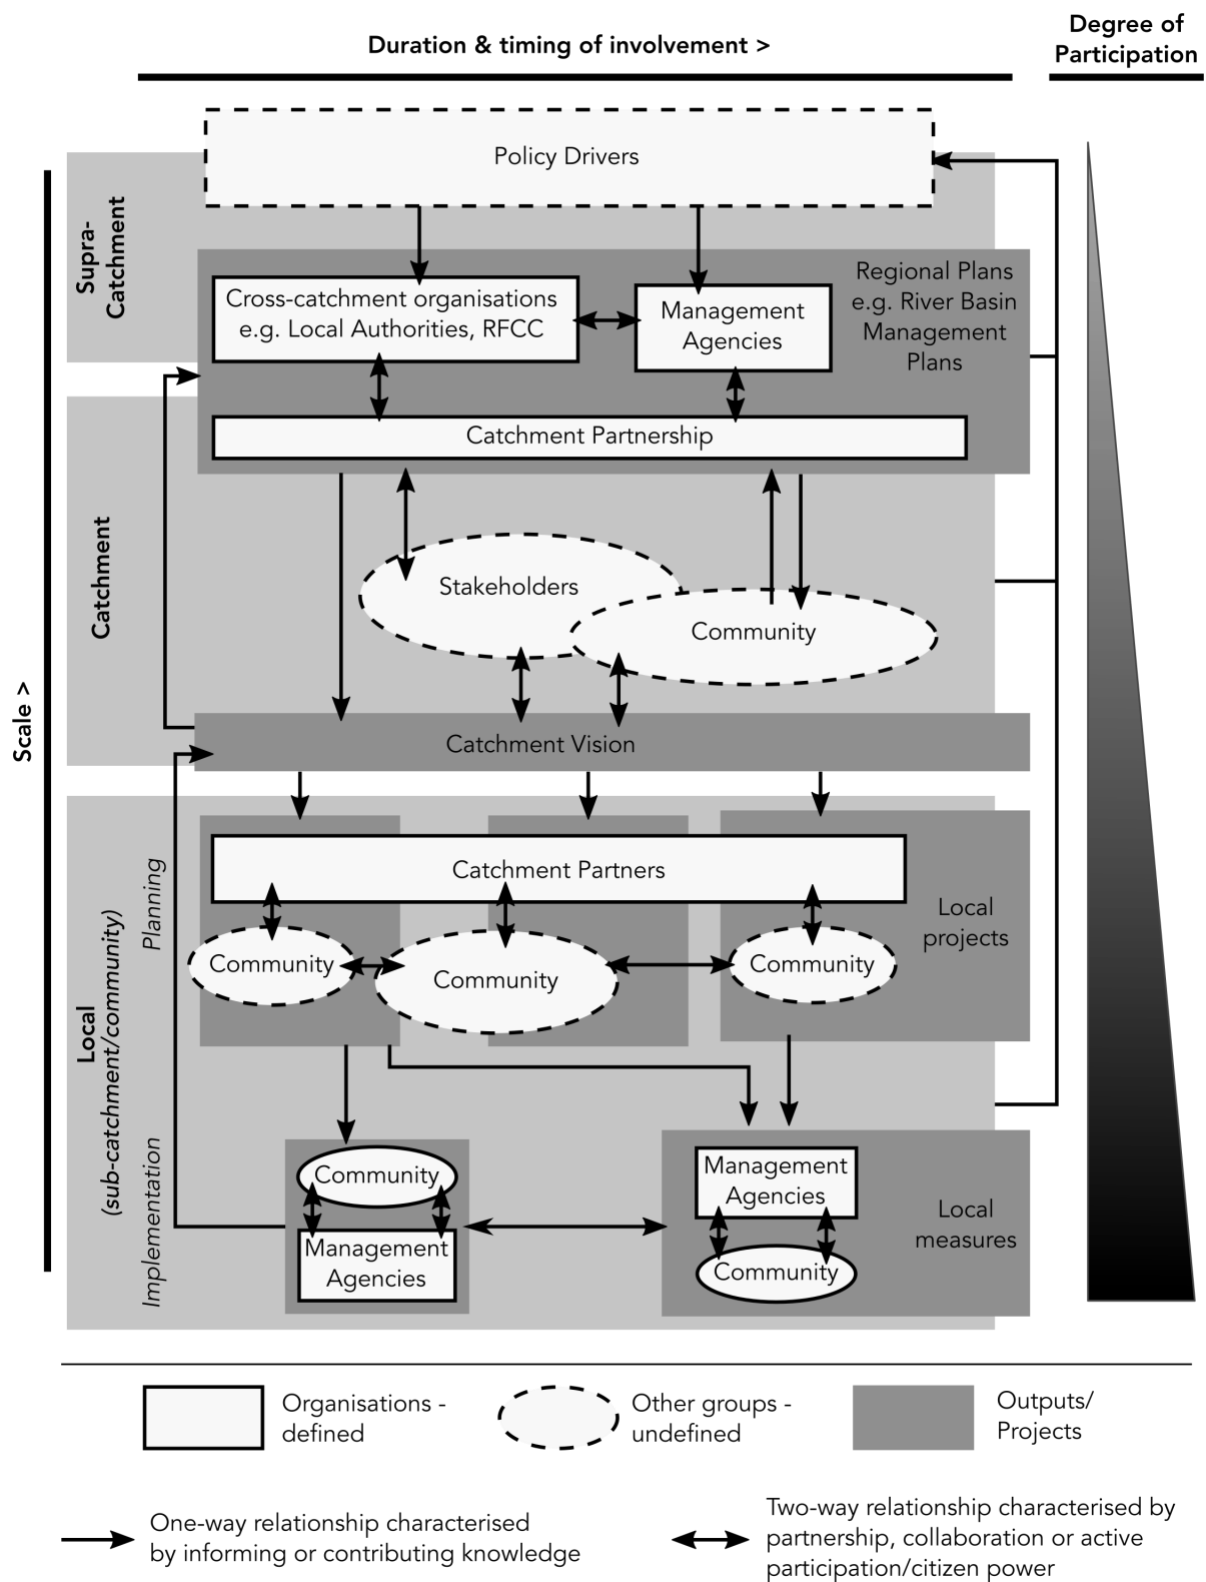 Duration & timing of involvement >
Degree of
Participation
Scale >
Supra-
Catchment
Policy Drivers
Cross-catchment organisations
e.g. Local Authorities, RFCC
Management
Agencies
Regional Plans
e.g. River Basin
Management
Plans
Catchment Partnership
Catchment
Stakeholders
Community
Catchment Vision
Local
(sub-catchment/community)
Planning
Catchment Partners
Community
Community
Community
Local
projects
Implementation
Community
Management
Agencies
Management
Agencies
Community
Local
measures
Organisations -
defined
Other groups -
undefined
Outputs/
Projects
One-way relationship characterised
by informing or contributing knowledge
Two-way relationship characterised by
partnership, collaboration or active
participation/citizen power